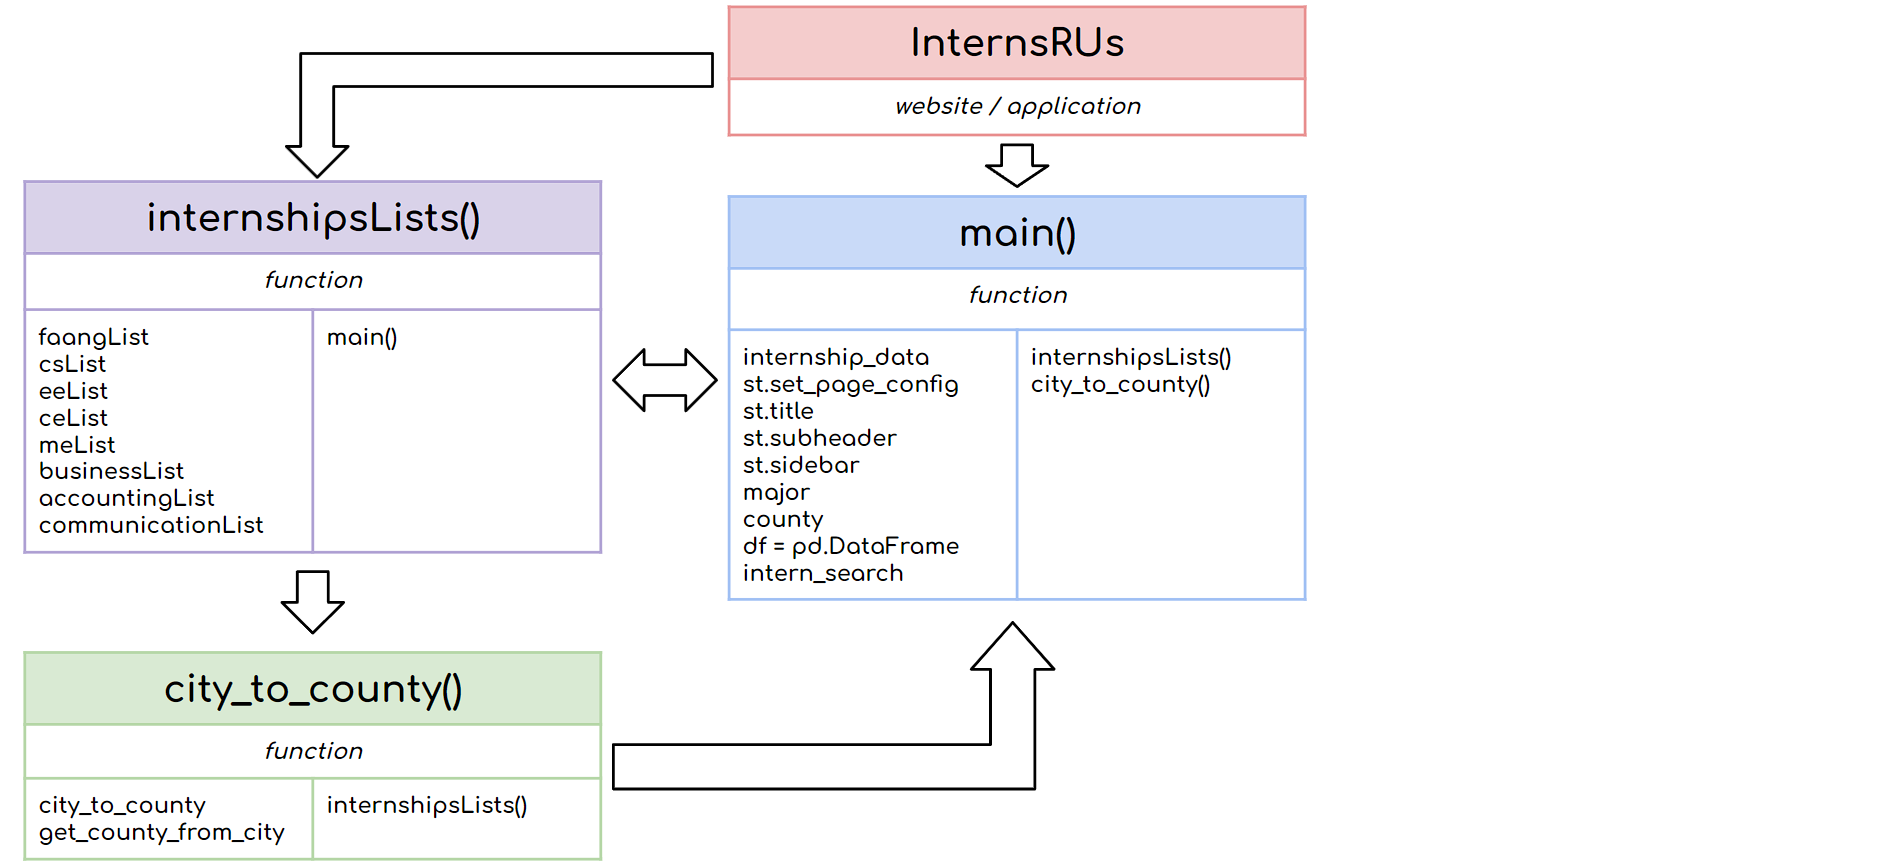 InternsRUs
website / application
internshipsLists()
function
faangList
csList
eeList
ceList
meList
businessList
accountingList
communicationList
main()
main()
function
internship_data
st.set_page_config
st.title
st.subheader
st.sidebar
major
county
df = pd.DataFrame
intern_search
internshipsLists()
city_to_county()
city_to_county()
function
city_to_county
get_county_from_city
internshipsLists()